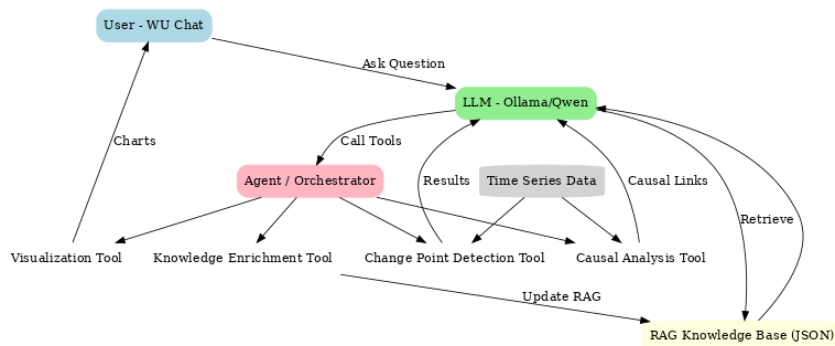 User - WU Chat
Ask Question
LLM - Ollama/Qwen
Charts
Call Tools
Agent / Orchestrator
Results
Time Series Data
Causal Links
Retrieve
Visualization Tool
Knowledge Enrichment Tool
Change Point Detection Tool
Causal Analysis Tool
Update RAG
RAG Knowledge Base (JSON)